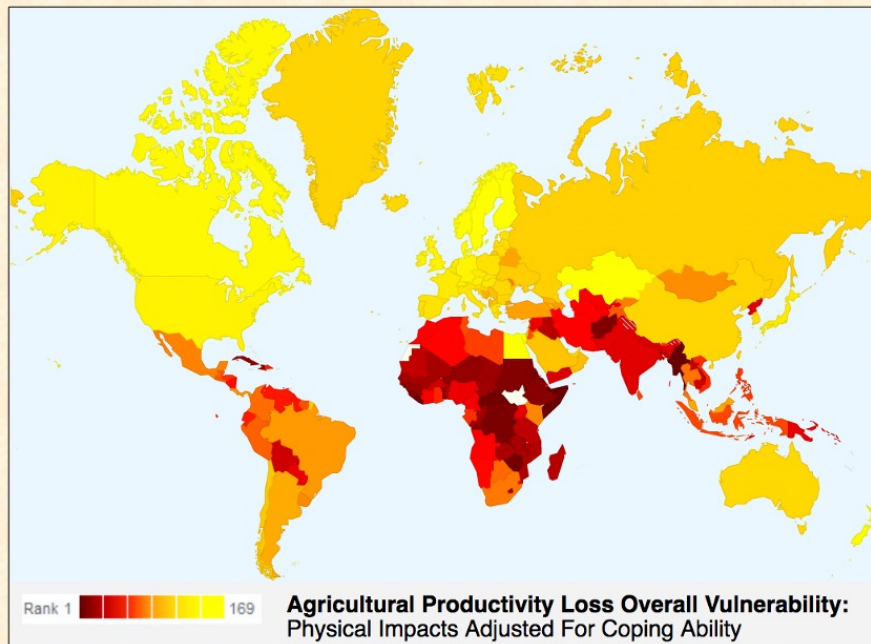 Rank 1 169
Agricultural Productivity Loss Overall Vulnerability:
Physical Impacts Adjusted For Coping Ability